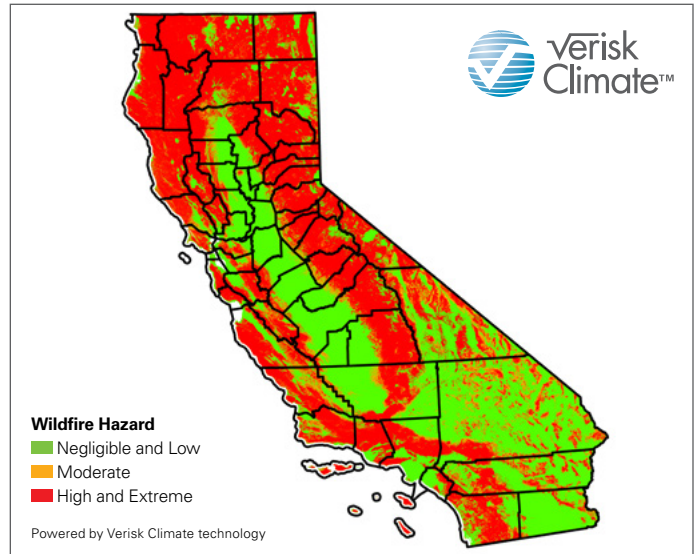 Verisk
Climate™
Wildfire Hazard
Negligible and Low
Moderate
High and Extreme
Powered by Verisk Climate technology